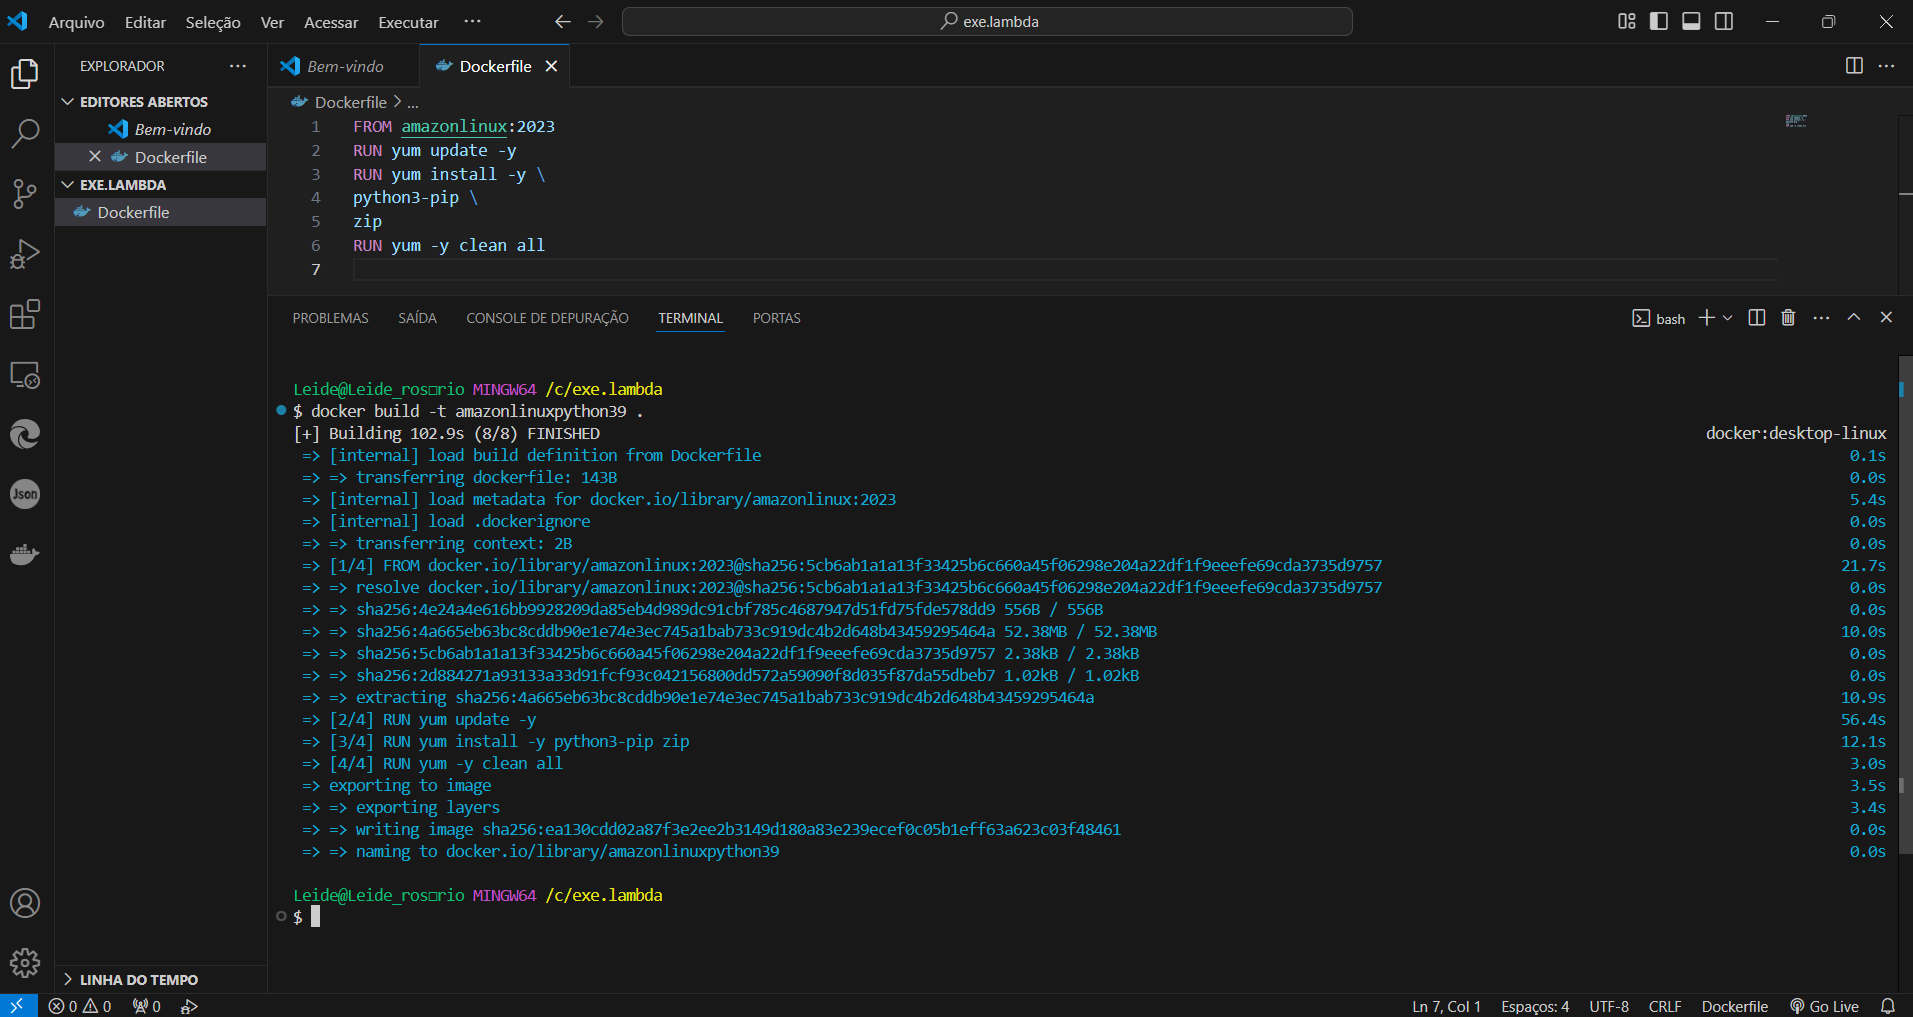 Arquivo Editar Seleção Ver Acessar Executar ··· exe.lambda
EXPLORADOR ···
EDITORES ABERTOS
Bem-vindo
Dockerfile
EXE.LAMBDA
Dockerfile
LINHA DO TEMPO
Json
Bem-vindo Dockerfile
Dockerfile > ...
1 FROM amazonlinux:2023
2 RUN yum update -y
3 RUN yum install -y \
4 python3-pip \
5 zip
6 RUN yum -y clean all
7
PROBLEMAS SAÍDA CONSOLE DE DEPURAÇÃO TERMINAL PORTAS bash
Leide@Leide_ros□rio MINGW64 /c/exe.lambda
$ docker build -t amazonlinuxpython39 .
[+] Building 102.9s (8/8) FINISHED docker:desktop-linux
=> [internal] load build definition from Dockerfile 0.1s
=> => transferring dockerfile: 143B 0.0s
=> [internal] load metadata for docker.io/library/amazonlinux:2023 5.4s
=> [internal] load .dockerignore 0.0s
=> => transferring context: 2B 0.0s
=> [1/4] FROM docker.io/library/amazonlinux:2023@sha256:5cb6ab1a1a13f33425b6c660a45f06298e204a22df1f9eeefe69cda3735d9757 21.7s
=> => resolve docker.io/library/amazonlinux:2023@sha256:5cb6ab1a1a13f33425b6c660a45f06298e204a22df1f9eeefe69cda3735d9757 0.0s
=> => sha256:4e24a4e616bb9928209da85eb4d989dc91cbf785c4687947d51fd75fde578dd9 556B / 556B 0.0s
=> => sha256:4a665eb63bc8cddb90e1e74e3ec745a1bab733c919dc4b2d648b43459295464a 52.38MB / 52.38MB 10.0s
=> => sha256:5cb6ab1a1a13f33425b6c660a45f06298e204a22df1f9eeefe69cda3735d9757 2.38kB / 2.38kB 0.0s
=> => sha256:2d884271a93133a33d91fcf93c042156800dd572a59090f8d035f87da55dbeb7 1.02kB / 1.02kB 0.0s
=> => extracting sha256:4a665eb63bc8cddb90e1e74e3ec745a1bab733c919dc4b2d648b43459295464a 10.9s
=> [2/4] RUN yum update -y 56.4s
=> [3/4] RUN yum install -y python3-pip zip 12.1s
=> [4/4] RUN yum -y clean all 3.0s
=> exporting to image 3.5s
=> => exporting layers 3.4s
=> => writing image sha256:ea130cdd02a87f3e2ee2b3149d180a83e239ecef0c05b1eff63a623c03f48461 0.0s
=> => naming to docker.io/library/amazonlinuxpython39 0.0s
Leide@Leide_ros□rio MINGW64 /c/exe.lambda
$
0 0 0 Ln 7, Col 1 Espaços: 4 UTF-8 CRLF Dockerfile Go Live